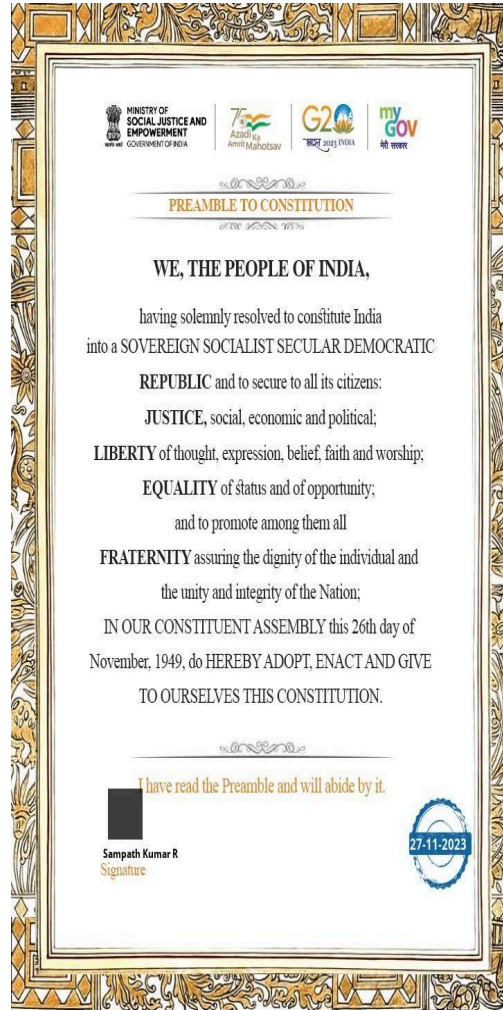 MINISTRY OF
SOCIAL JUSTICE AND
EMPOWERMENT
सत्यमेव जयते GOVERNMENT OF INDIA
75
Azadi Ka
Amrit Mahotsav
G20
भारत 2023 INDIA
my
GOV
मेरी सरकार
PREAMBLE TO CONSTITUTION
WE, THE PEOPLE OF INDIA,
having solemnly resolved to constitute India
into a SOVEREIGN SOCIALIST SECULAR DEMOCRATIC
REPUBLIC and to secure to all its citizens:
JUSTICE, social, economic and political;
LIBERTY of thought, expression, belief, faith and worship;
EQUALITY of status and of opportunity;
and to promote among them all
FRATERNITY assuring the dignity of the individual and
the unity and integrity of the Nation;
IN OUR CONSTITUENT ASSEMBLY this 26th day of
November, 1949, do HEREBY ADOPT, ENACT AND GIVE
TO OURSELVES THIS CONSTITUTION.
I have read the Preamble and will abide by it.
Sampath Kumar R
Signature
27-11-2023